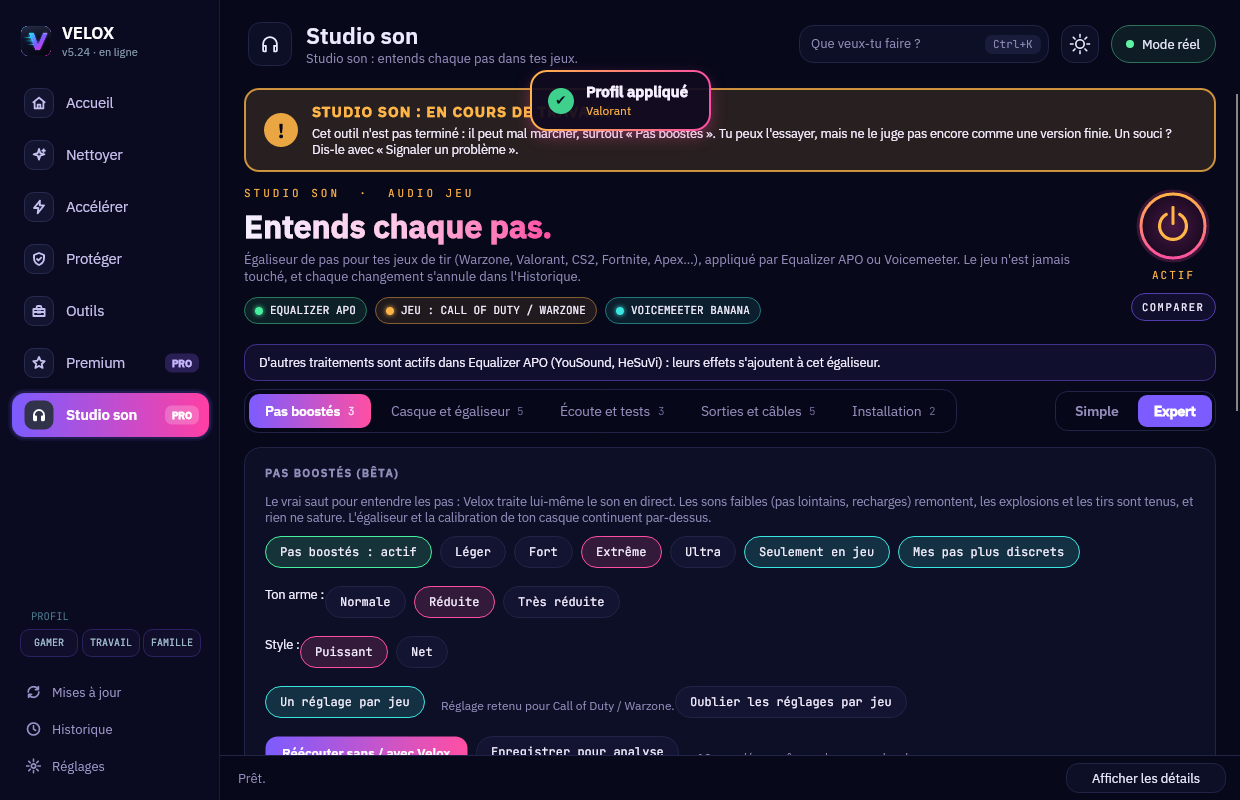 VELOX
v5.24 · en ligne
Accueil
Nettoyer
Accélérer
Protéger
Outils
Premium PRO
Studio son PRO
PROFIL
GAMER TRAVAIL FAMILLE
Mises à jour
Historique
Réglages
Studio son
Studio son : entends chaque pas dans tes jeux.
Que veux-tu faire ? Ctrl+K
Mode réel
Profil appliqué
Valorant
STUDIO SON : EN COURS DE
Cet outil n'est pas terminé : il peut mal marcher, surtout « Pas boostés ». Tu peux l'essayer, mais ne le juge pas encore comme une version finie. Un souci ?
Dis-le avec « Signaler un problème ».
STUDIO SON · AUDIO JEU
Entends chaque pas.
Égaliseur de pas pour tes jeux de tir (Warzone, Valorant, CS2, Fortnite, Apex…), appliqué par Equalizer APO ou Voicemeeter. Le jeu n'est jamais
touché, et chaque changement s'annule dans l'Historique.
EQUALIZER APO JEU : CALL OF DUTY / WARZONE VOICEMEETER BANANA
ACTIF
COMPARER
D'autres traitements sont actifs dans Equalizer APO (YouSound, HeSuVi) : leurs effets s'ajoutent à cet égaliseur.
Pas boostés 3 Casque et égaliseur 5 Écoute et tests 3 Sorties et câbles 5 Installation 2
Simple Expert
PAS BOOSTÉS (BÊTA)
Le vrai saut pour entendre les pas : Velox traite lui-même le son en direct. Les sons faibles (pas lointains, recharges) remontent, les explosions et les tirs sont tenus, et
rien ne sature. L'égaliseur et la calibration de ton casque continuent par-dessus.
Pas boostés : actif Léger Fort Extrême Ultra Seulement en jeu Mes pas plus discrets
Ton arme : Normale Réduite Très réduite
Style : Puissant Net
Un réglage par jeu Réglage retenu pour Call of Duty / Warzone. Oublier les réglages par jeu
Réécouter sans / avec Velox Enregistrer pour analyse
Prêt.
Afficher les détails